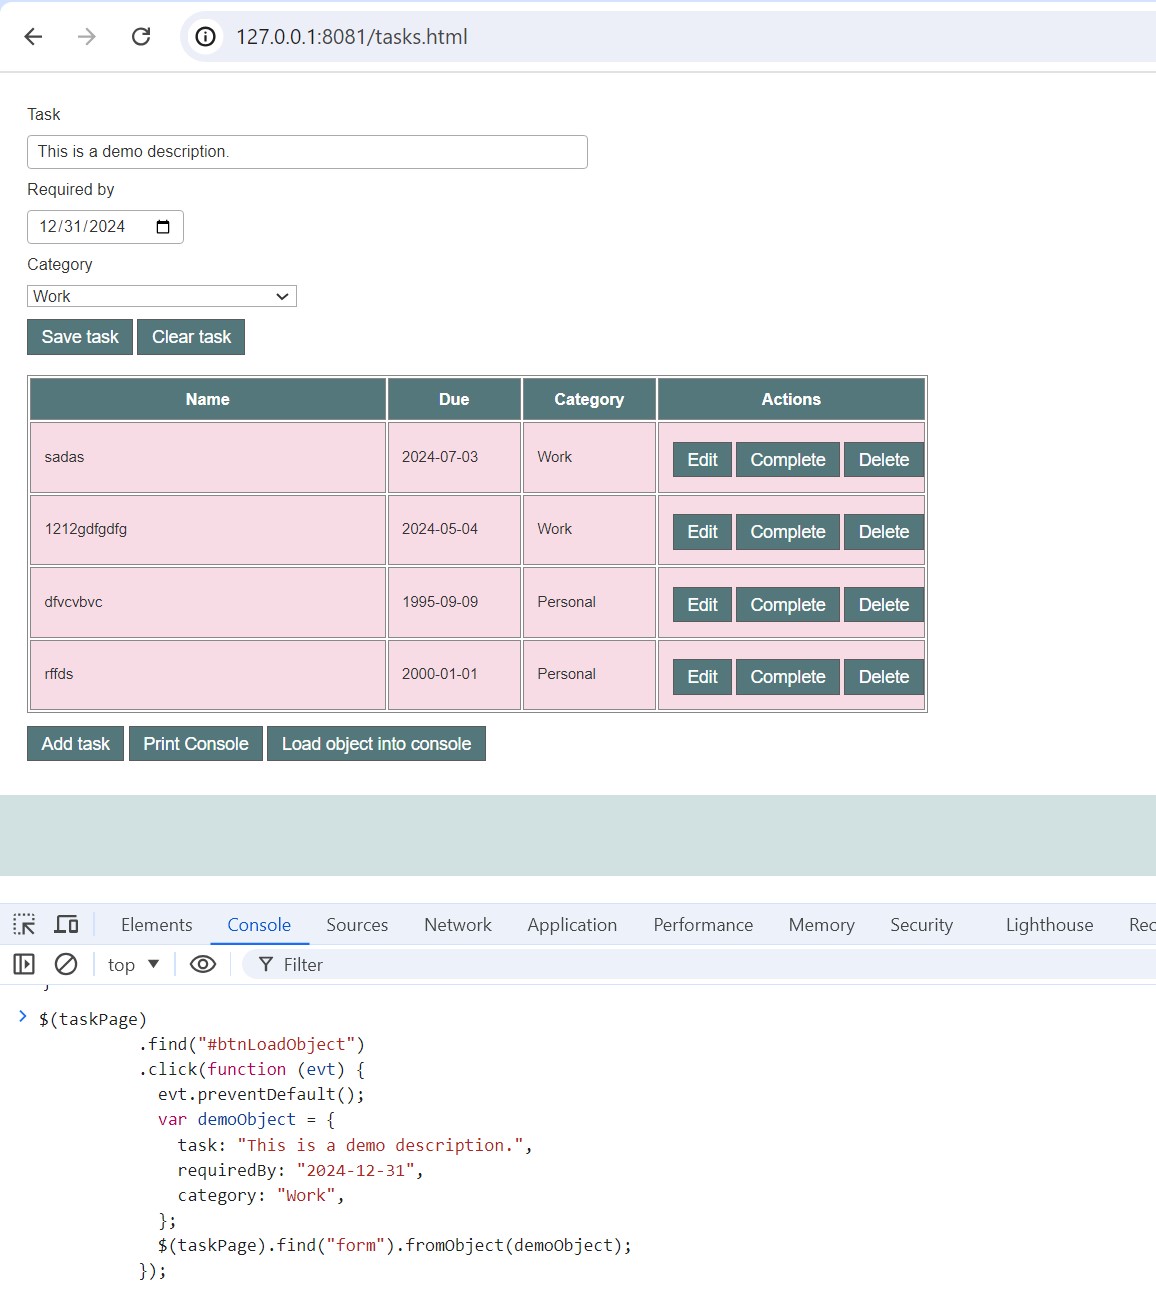 127.0.0.1:8081/tasks.html
Task
This is a demo description.
Required by
12/31/2024
Category
Work
Save task Clear task
Name Due Category Actions
sadas 2024-07-03 Work Edit Complete Delete
1212gdfgdfg 2024-05-04 Work Edit Complete Delete
dfvcvbvc 1995-09-09 Personal Edit Complete Delete
rffds 2000-01-01 Personal Edit Complete Delete
Add task Print Console Load object into console
Elements Console Sources Network Application Performance Memory Security Lighthouse Rec
top Filter
> $(taskPage)
.find("#btnLoadObject")
.click(function (evt) {
evt.preventDefault();
var demoObject = {
task: "This is a demo description.",
requiredBy: "2024-12-31",
category: "Work",
};
$(taskPage).find("form").fromObject(demoObject);
});